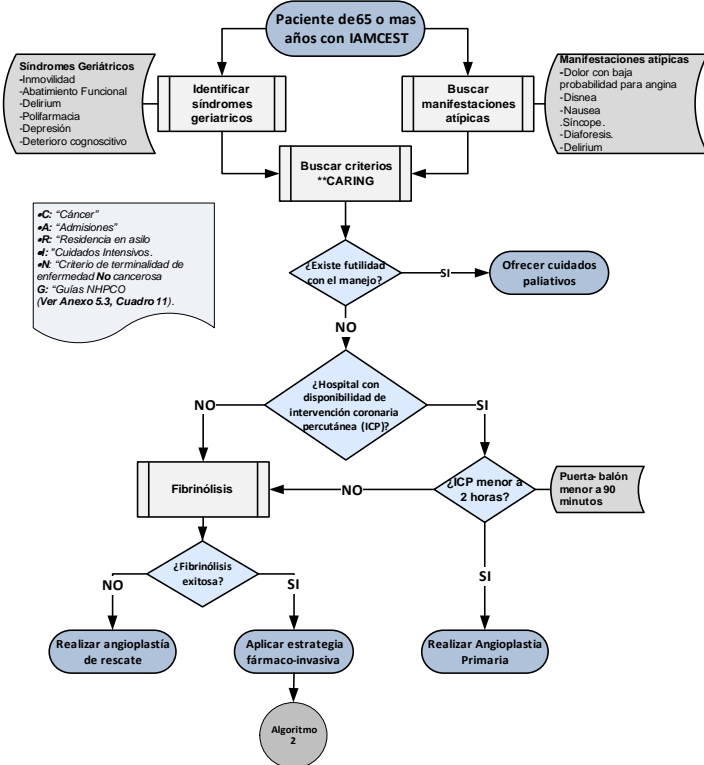 Paciente de65 o mas
años con IAMCEST
Síndromes Geriátricos
-Inmovilidad
-Abatimiento Funcional
-Delirium
-Polifarmacia
-Depresión
-Deterioro cognoscitivo
Identificar
síndromes
geriatricos
Buscar
manifestaciones
atípicas
Manifestaciones atípicas
-Dolor con baja
probabilidad para angina
-Disnea
-Nausea
.Síncope.
-Diaforesis.
-Delirium
Buscar criterios
**CARING
•C: “Cáncer”
•A: “Admisiones”
•R: “Residencia en asilo
•I: “Cuidados Intensivos.
•N: “Criterio de terminalidad de
enfermedad No cancerosa
G: “Guías NHPCO
(Ver Anexo 5.3, Cuadro 11).
¿Existe futilidad
con el manejo?
SI
Ofrecer cuidados
paliativos
NO
¿Hospital con
disponibilidad de
intervención coronaria
percutánea (ICP)?
NO
SI
Fibrinólisis
NO
¿ICP menor a
2 horas?
Puerta- balón
menor a 90
minutos
¿Fibrinólisis
exitosa?
NO
SI
SI
Realizar angioplastía
de rescate
Aplicar estrategia
fármaco-invasiva
Realizar Angioplastia
Primaria
Algoritmo
2